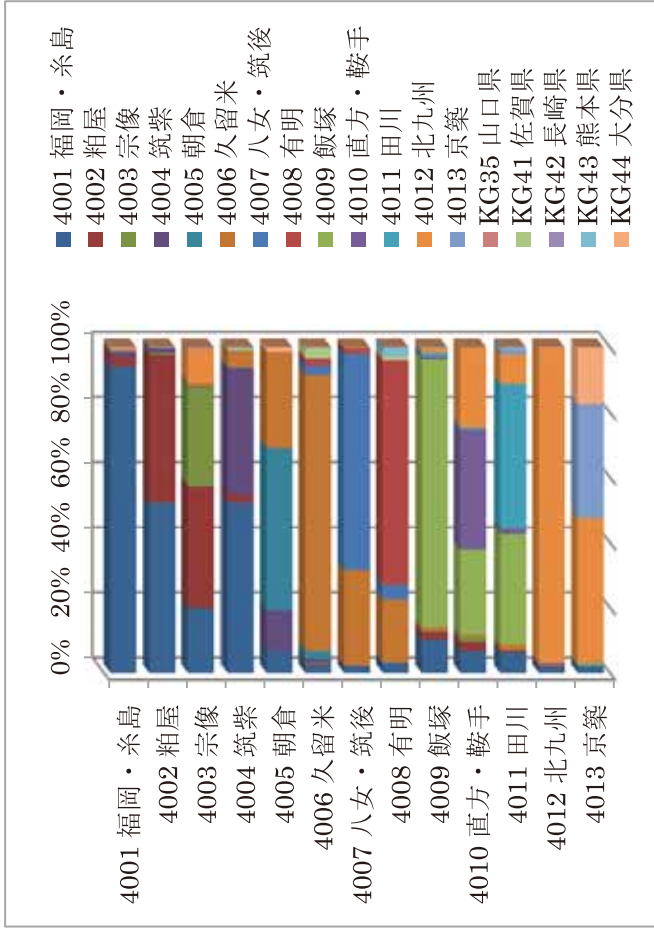 4001 福岡・糸島
4002 粕屋
4003 宗像
4004 筑紫
4005 朝倉
4006 久留米
4007 八女・筑後
4008 有明
4009 飯塚
4010 直方・鞍手
4011 田川
4012 北九州
4013 京築
KG35 山口県
KG41 佐賀県
KG42 長崎県
KG43 熊本県
KG44 大分県
0% 20% 40% 60% 80% 100%
4001 福岡・糸島
4002 粕屋
4003 宗像
4004 筑紫
4005 朝倉
4006 久留米
4007 八女・筑後
4008 有明
4009 飯塚
4010 直方・鞍手
4011 田川
4012 北九州
4013 京築